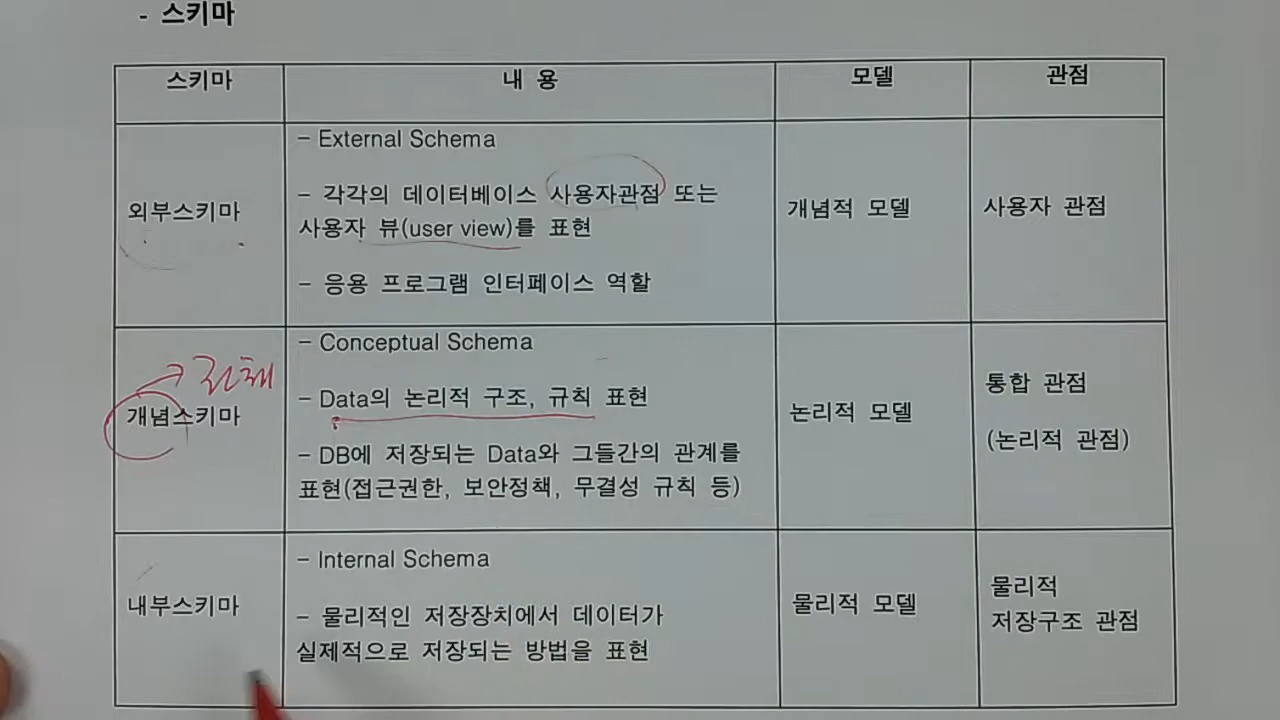 - 스키마
스키마
내 용
모델
관점
외부스키마
- External Schema
- 각각의 데이터베이스 사용자관점 또는
사용자 뷰(user view)를 표현
- 응용 프로그램 인터페이스 역할
개념적 모델
사용자 관점
전체
개념스키마
- Conceptual Schema
- Data의 논리적 구조, 규칙 표현
- DB에 저장되는 Data와 그들간의 관계를
표현(접근권한, 보안정책, 무결성 규칙 등)
논리적 모델
통합 관점
(논리적 관점)
내부스키마
- Internal Schema
- 물리적인 저장장치에서 데이터가
실제적으로 저장되는 방법을 표현
물리적 모델
물리적
저장구조 관점